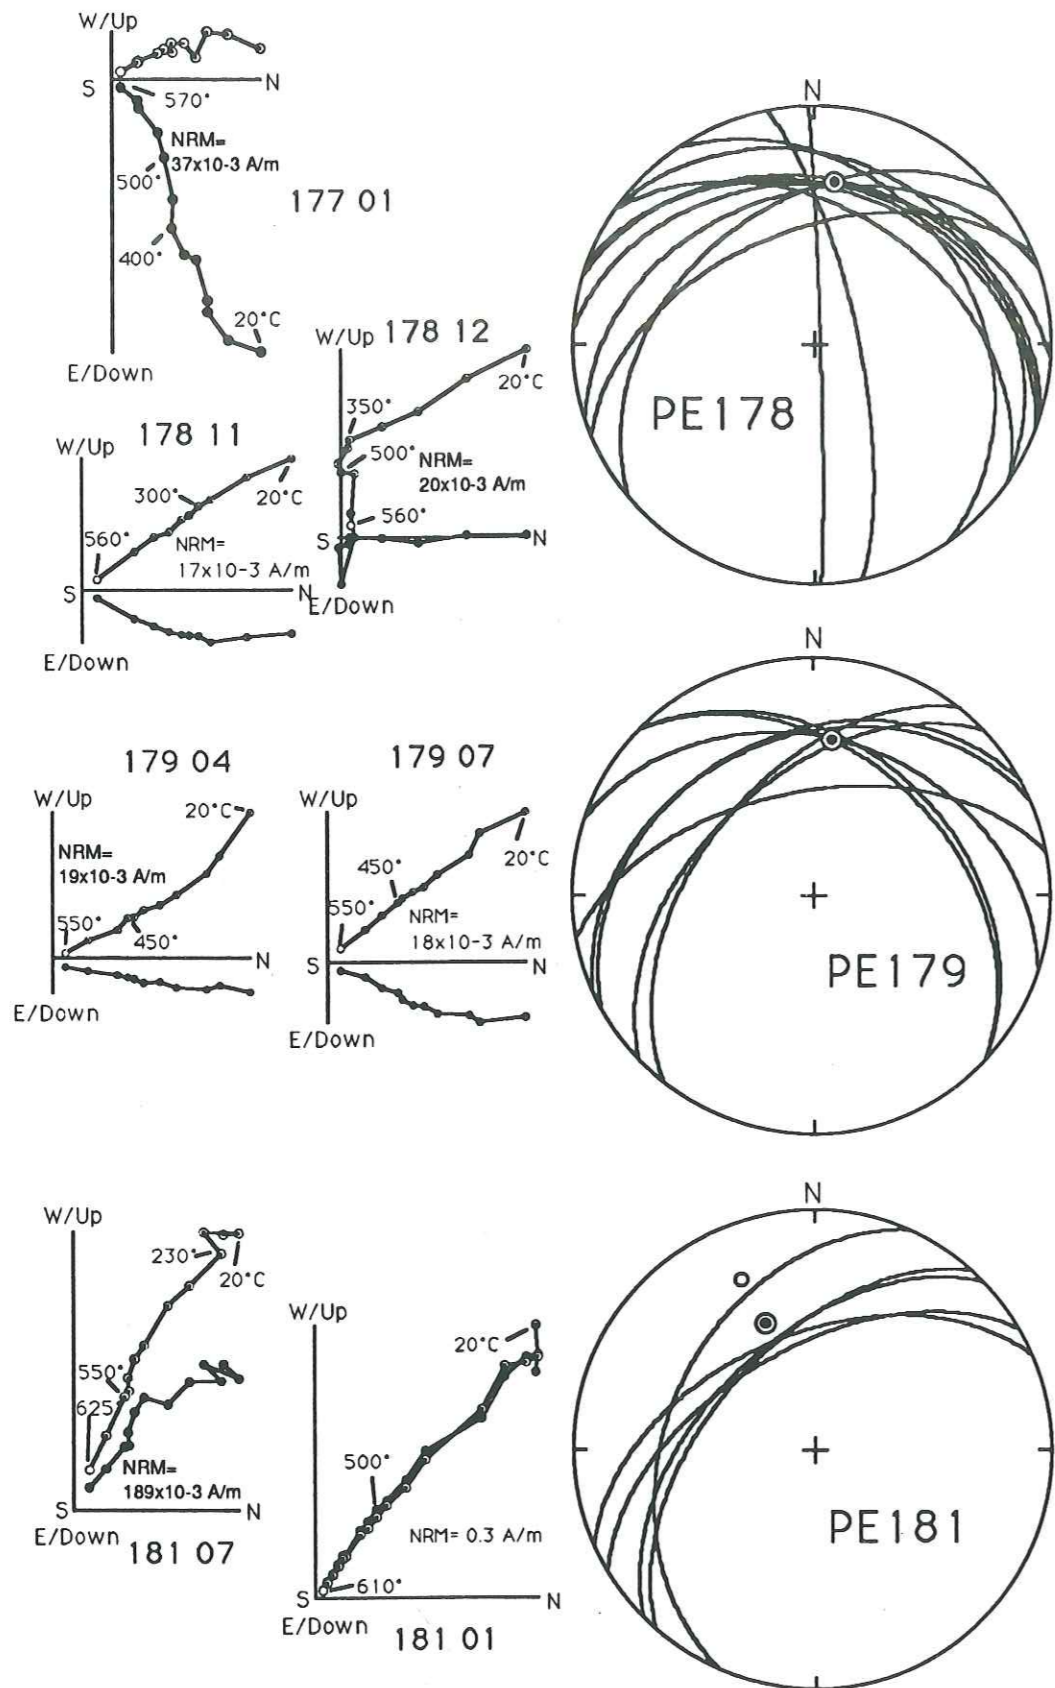 W/Up
S
N
570°
NRM=
37x10-3 A/m
500°
177 01
400°
20°C
E/Down
W/Up
178 12
20°C
350°
500°
NRM=
20x10-3 A/m
560°
S
N
E/Down
W/Up
178 11
300°
20°C
560°
NRM=
17x10-3 A/m
S
N
E/Down
N
PE178
179 04
W/Up
20°C
NRM=
19x10-3 A/m
550°
450°
N
E/Down
179 07
W/Up
450°
20°C
550°
NRM=
18x10-3 A/m
S
N
E/Down
N
PE179
W/Up
230°
20°C
550°
625
NRM=
189x10-3 A/m
S
N
E/Down
181 07
W/Up
20°C
500°
NRM= 0.3 A/m
610°
S
N
E/Down
181 01
N
PE181